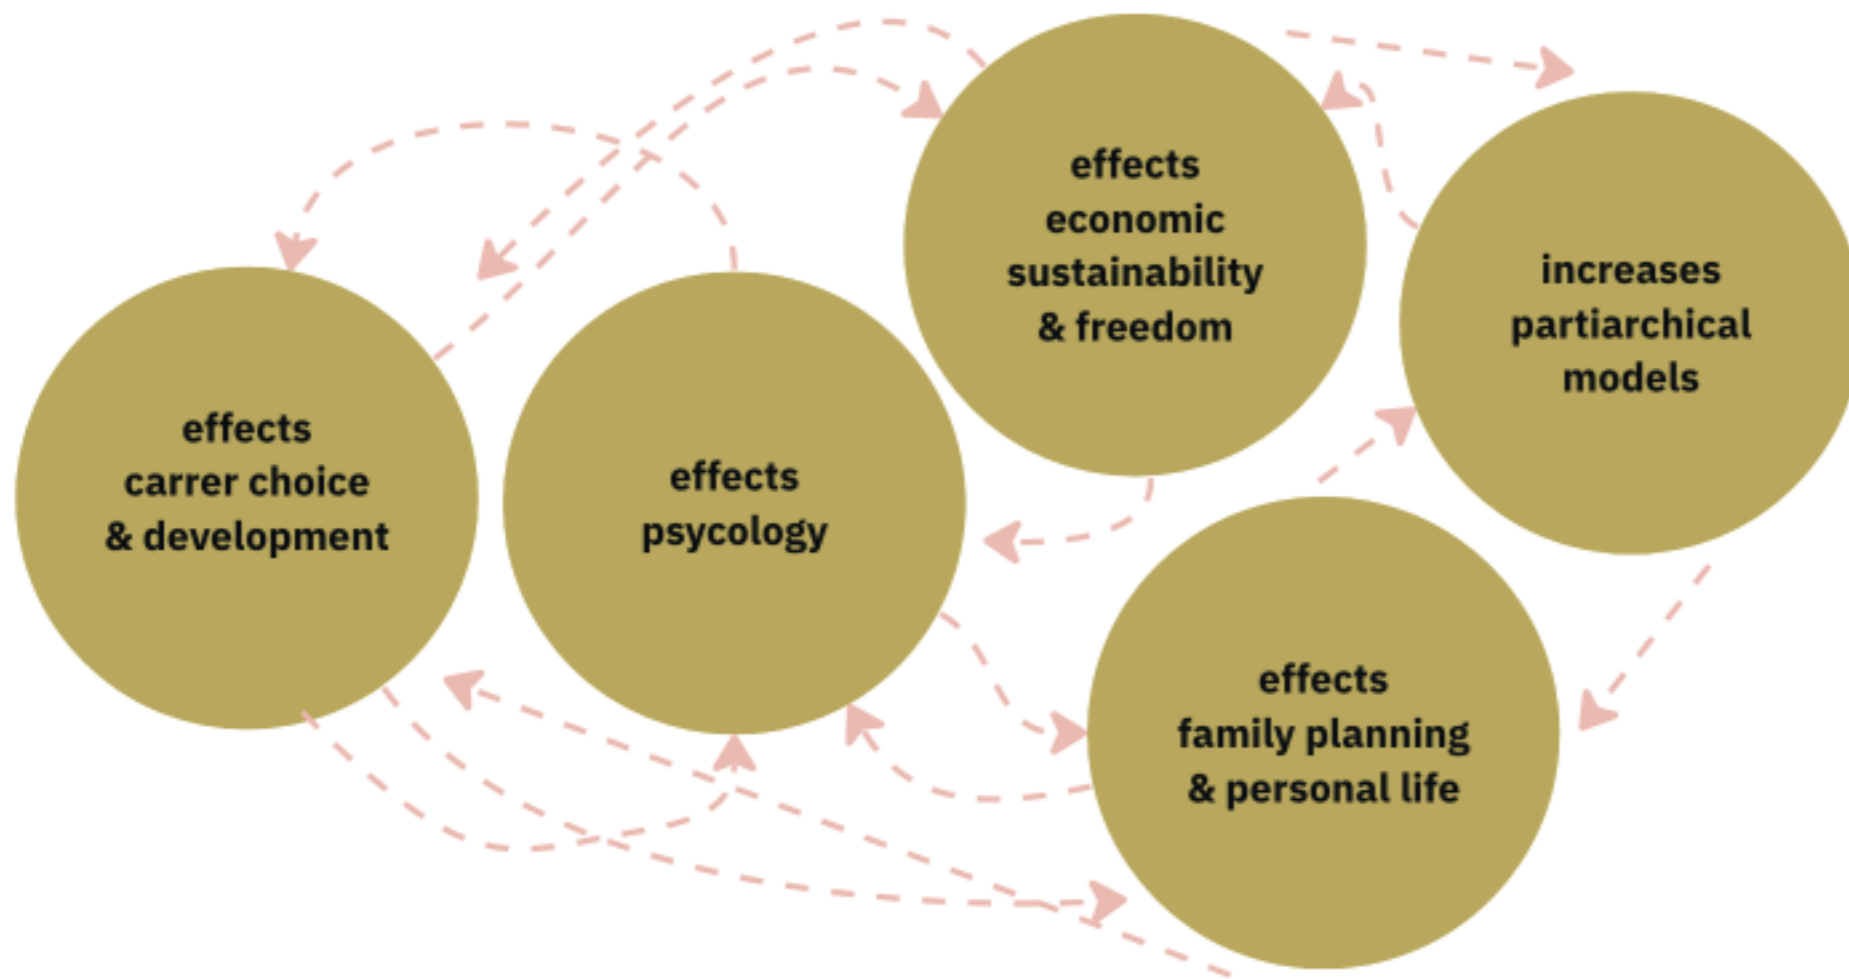 effects
carrer choice
& development
effects
psycology
effects
economic
sustainability
& freedom
increases
partiarchical
models
effects
family planning
& personal life